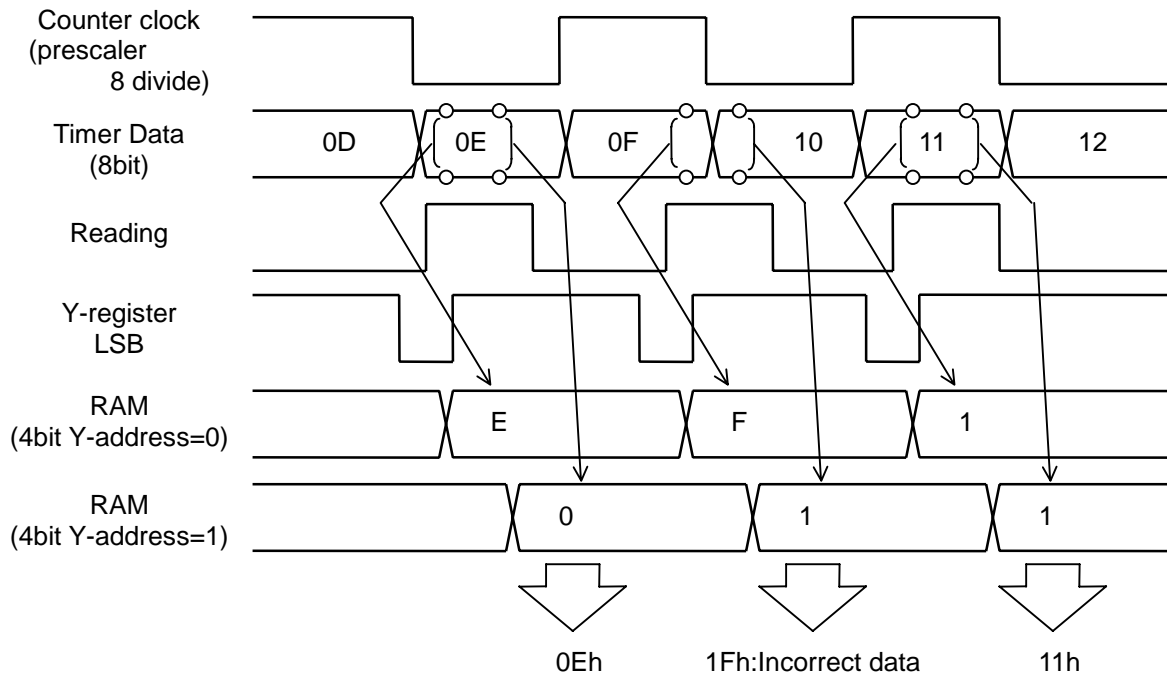 Counter clock
(prescaler
8 divide)
Timer Data
(8bit)
0D
0E
0F
10
11
12
Reading
Y-register
LSB
RAM
(4bit Y-address=0)
E
F
1
RAM
(4bit Y-address=1)
0
1
1
0Eh
1Fh:Incorrect data
11h